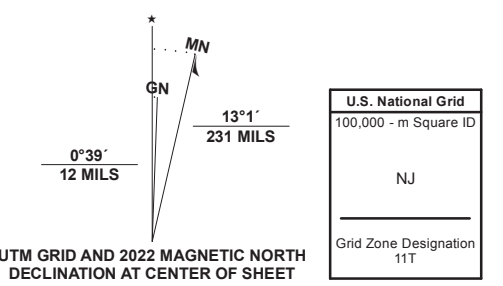 ★
MN
GN
13°1´
231 MILS
0°39´
12 MILS
UTM GRID AND 2022 MAGNETIC NORTH
DECLINATION AT CENTER OF SHEET
U.S. National Grid
100,000 - m Square ID
NJ
Grid Zone Designation
11T